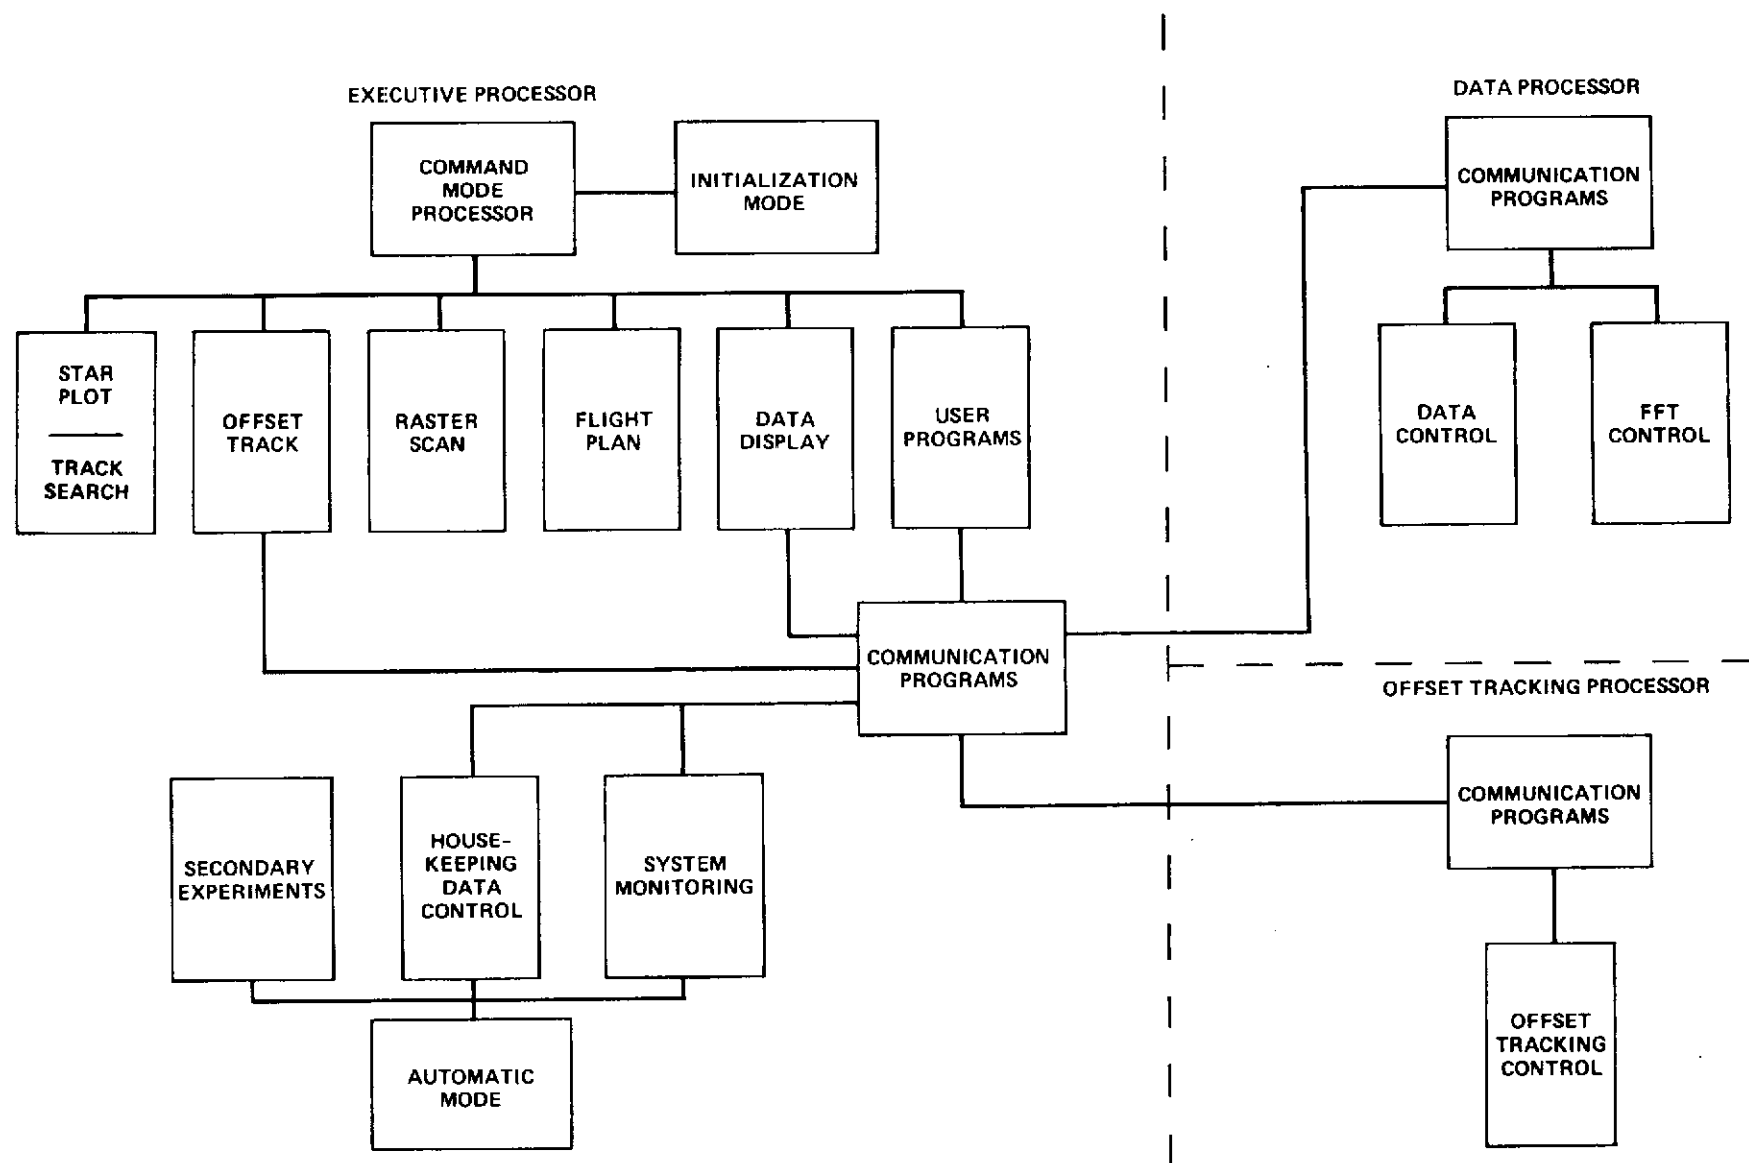 EXECUTIVE PROCESSOR
COMMAND
MODE
PROCESSOR
INITIALIZATION
MODE
STAR
PLOT
TRACK
SEARCH
OFFSET
TRACK
RASTER
SCAN
FLIGHT
PLAN
DATA
DISPLAY
USER
PROGRAMS
COMMUNICATION
PROGRAMS
SECONDARY
EXPERIMENTS
HOUSE-
KEEPING
DATA
CONTROL
SYSTEM
MONITORING
AUTOMATIC
MODE
DATA PROCESSOR
COMMUNICATION
PROGRAMS
DATA
CONTROL
FFT
CONTROL
OFFSET TRACKING PROCESSOR
COMMUNICATION
PROGRAMS
OFFSET
TRACKING
CONTROL